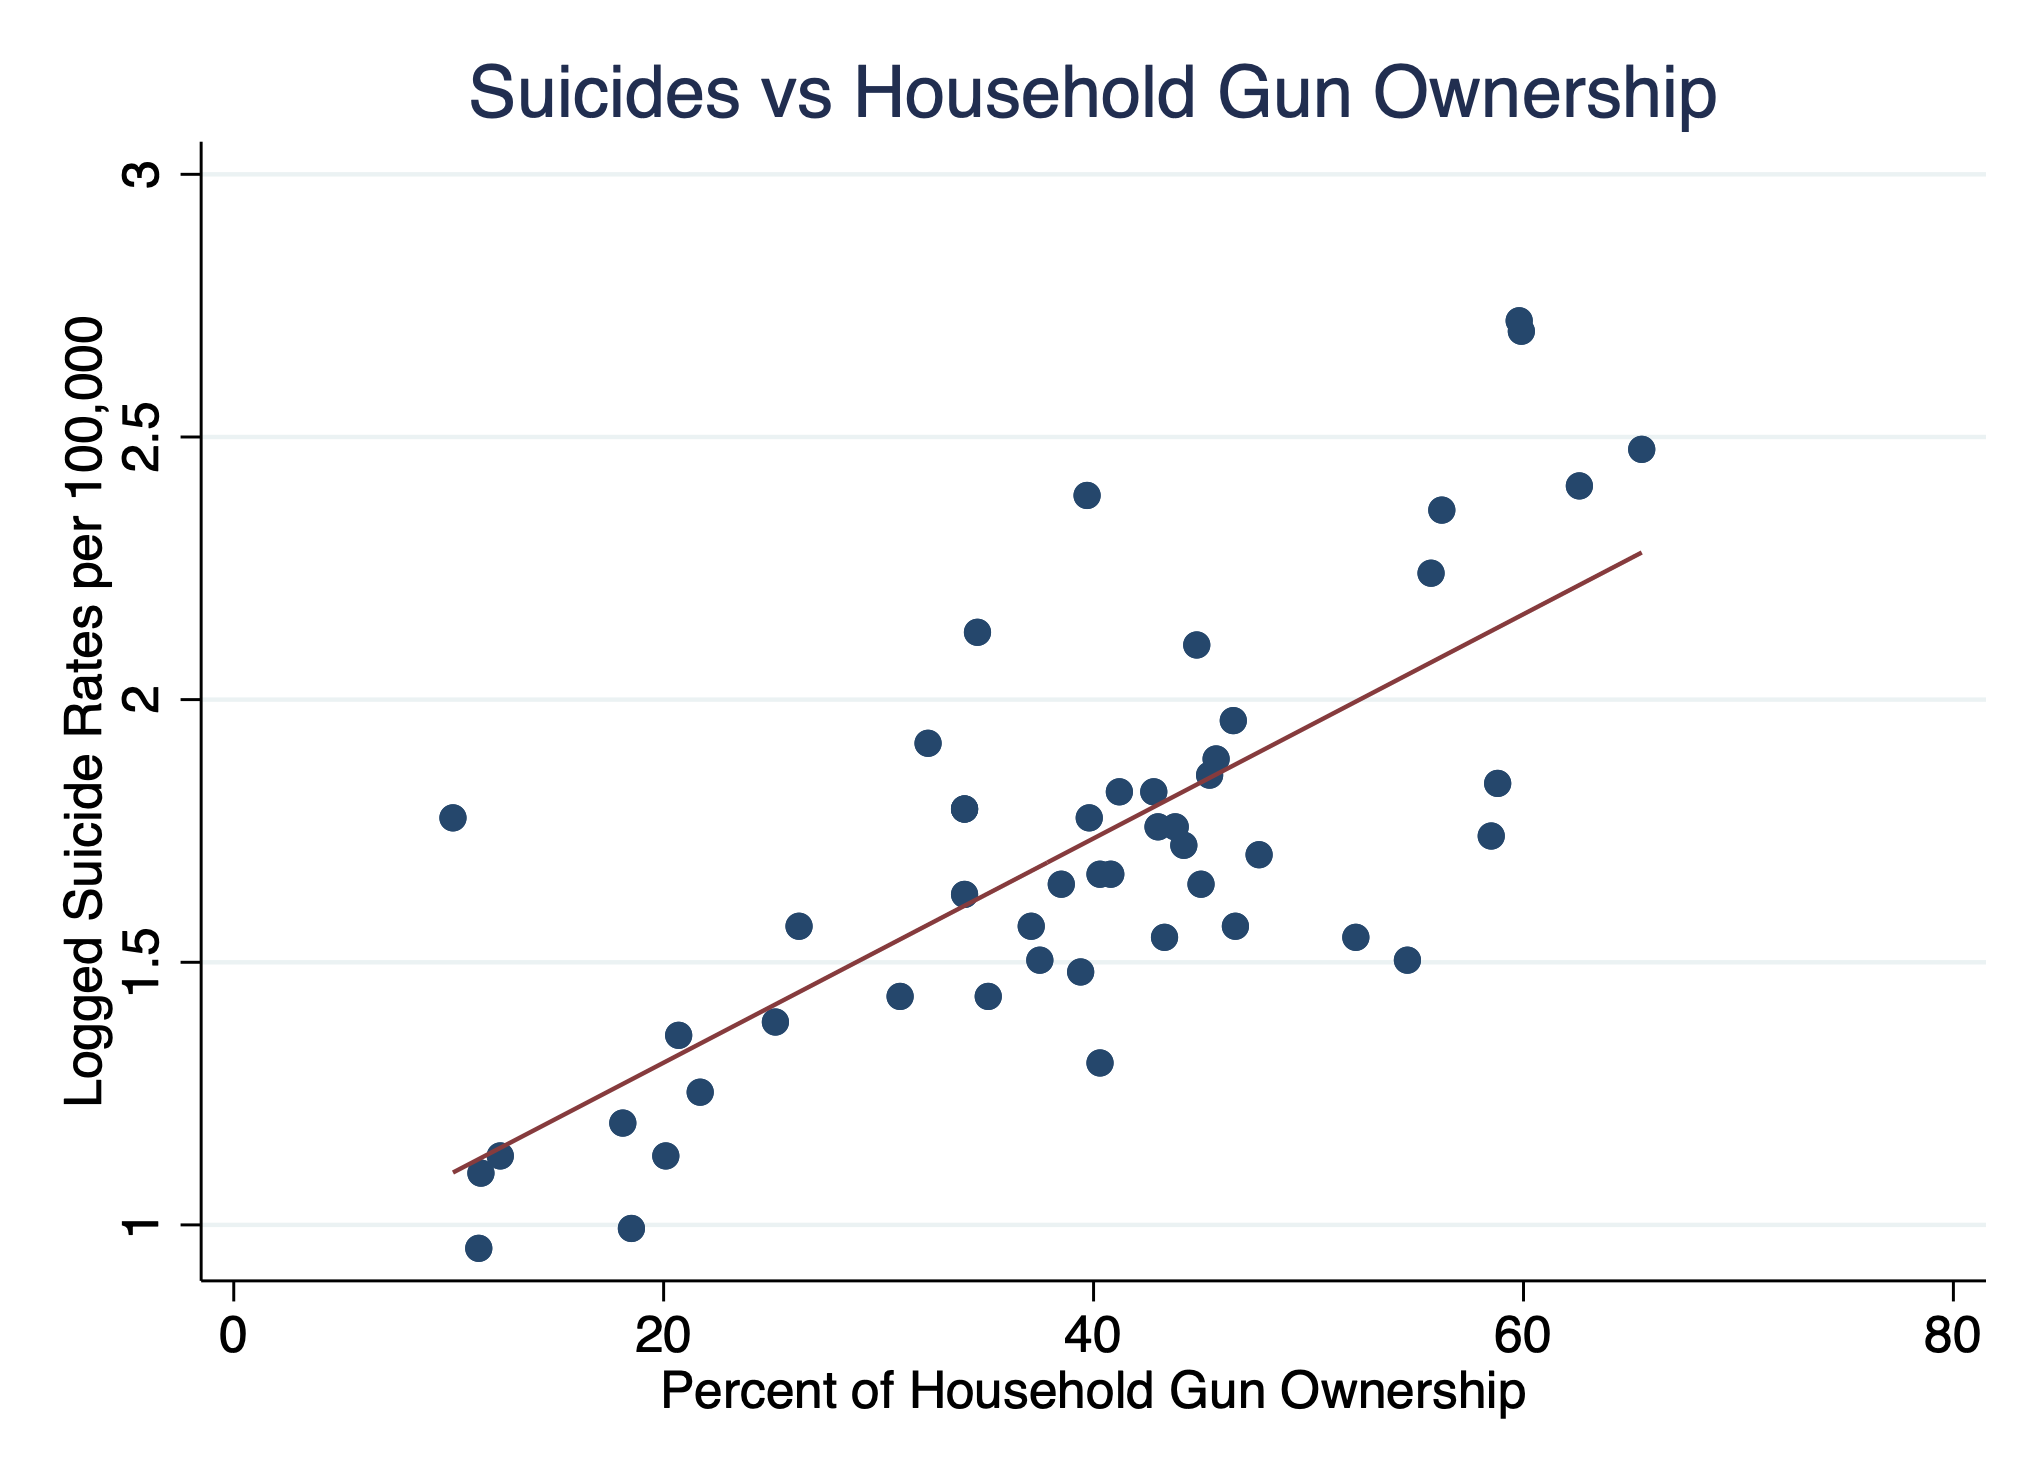 Suicides vs Household Gun Ownership
Logged Suicide Rates per 100,000
3
2.5
2
1.5
1
0 20 40 60 80
Percent of Household Gun Ownership